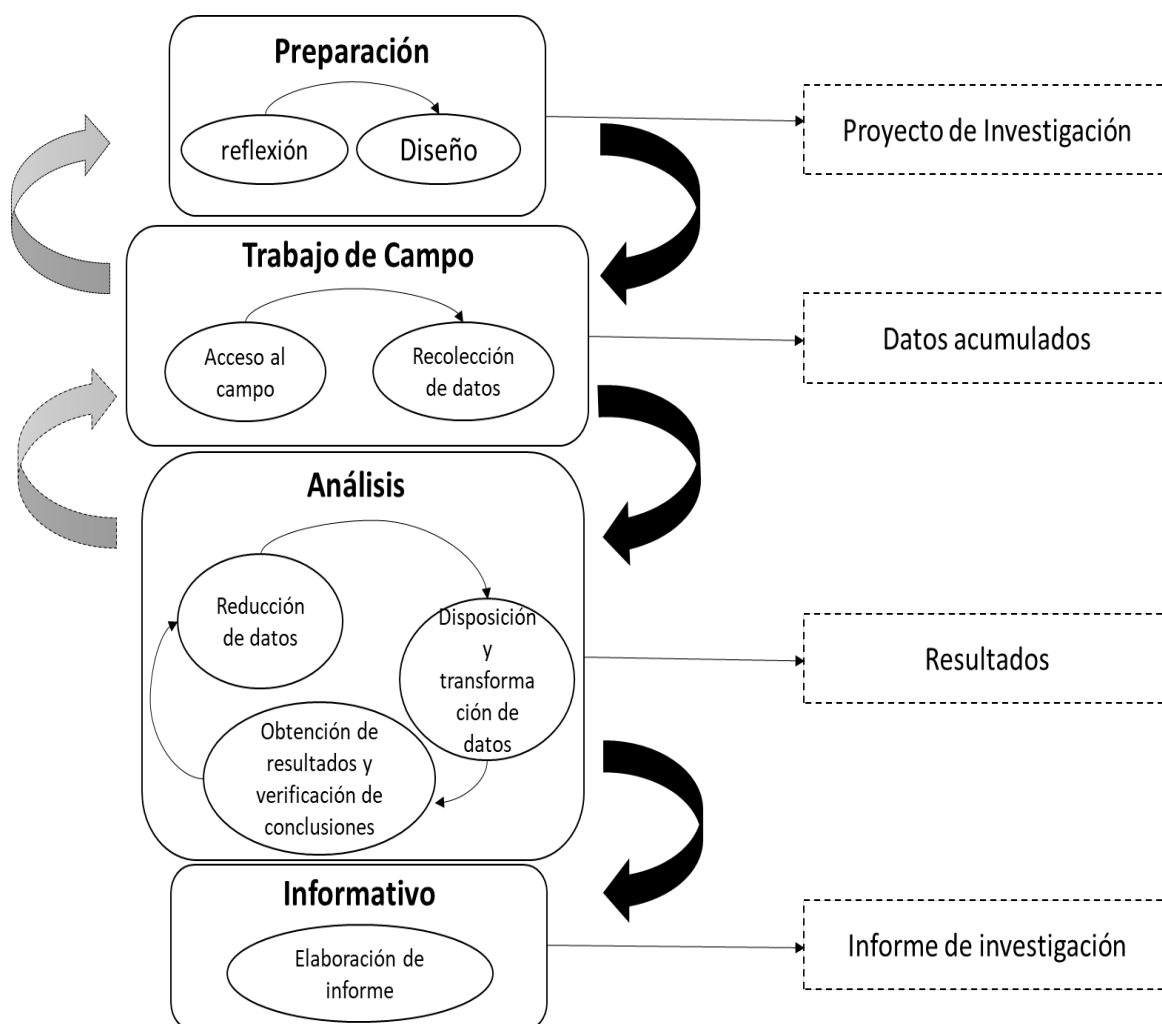 Preparación
reflexión
Diseño
Proyecto de Investigación
Trabajo de Campo
Acceso al
campo
Recolección
de datos
Datos acumulados
Análisis
Reducción
de datos
Disposición
y
transforma
ción de
datos
Obtención de
resultados y
verificación de
conclusiones
Resultados
Informativo
Elaboración de
informe
Informe de investigación